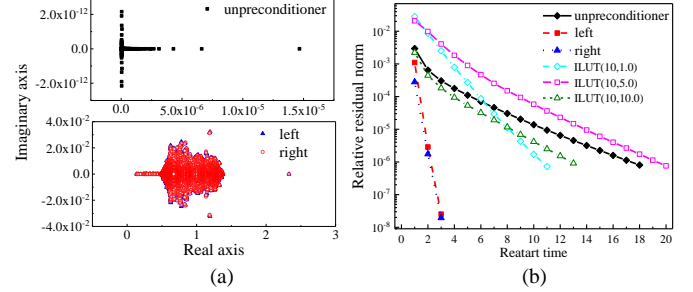 2.0x10-12
0.0
-2.0x10-12
unpreconditioner
0.0
5.0x10-6
1.0x10-5
1.5x10-5
Imaginary axis
4.0x10-2
2.0x10-2
0.0
-2.0x10-2
-4.0x10-2
left
right
0 1 2 3
Real axis
(a)
Relative residual norm
10-1
10-2
10-3
10-4
10-5
10-6
10-7
10-8
unpreconditioner
left
right
ILUT(10,1.0)
ILUT(10,5.0)
ILUT(10,10.0)
0 2 4 6 8 10 12 14 16 18 20
Reatart time
(b)